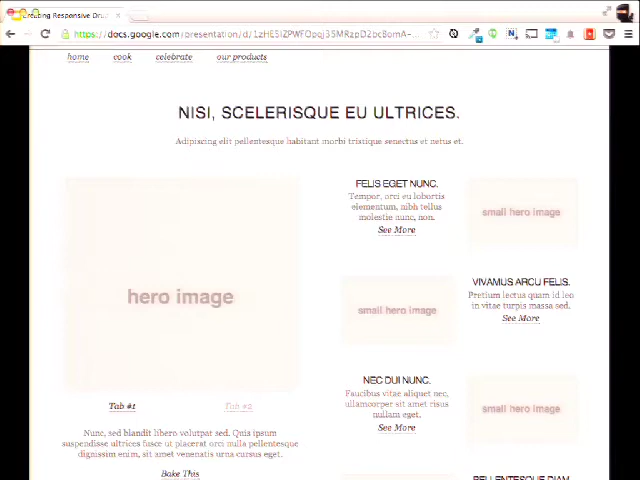 Creating Responsive Dru
https://docs.google.com/presentation/d/
home cook celebrate our products
NISI, SCELERISQUE EU ULTRICES.
Adipiscing elit pellentesque habitant morbi tristique senectus et netus et.
hero image
Tab #1 Tab #2
Nunc, sed blandit libero volutpat sed. Quis ipsum
suspendisse ultrices fusce ut placerat orci nulla pellentesque
dignissim enim, sit amet venenatis urna cursus eget.
Bake This
FELIS EGET NUNC.
Tempor, orci eu lobortis
elementum, nibh tellus
molestie nunc, non.
See More
small hero image
small hero image
VIVAMUS ARCU FELIS.
Pretium lectus quam id leo
in vitae turpis massa sed.
See More
NEC DUI NUNC.
Faucibus vitae aliquet nec,
ullamcorper sit amet risus
nullam eget.
See More
small hero image
PELLENTESQUE DIAM